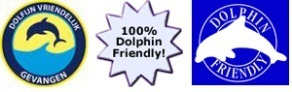 DOLFIJN VRIENDELIJK
GEVANGEN
100%
Dolphin
Friendly!
DOLPHIN
FRIENDLY